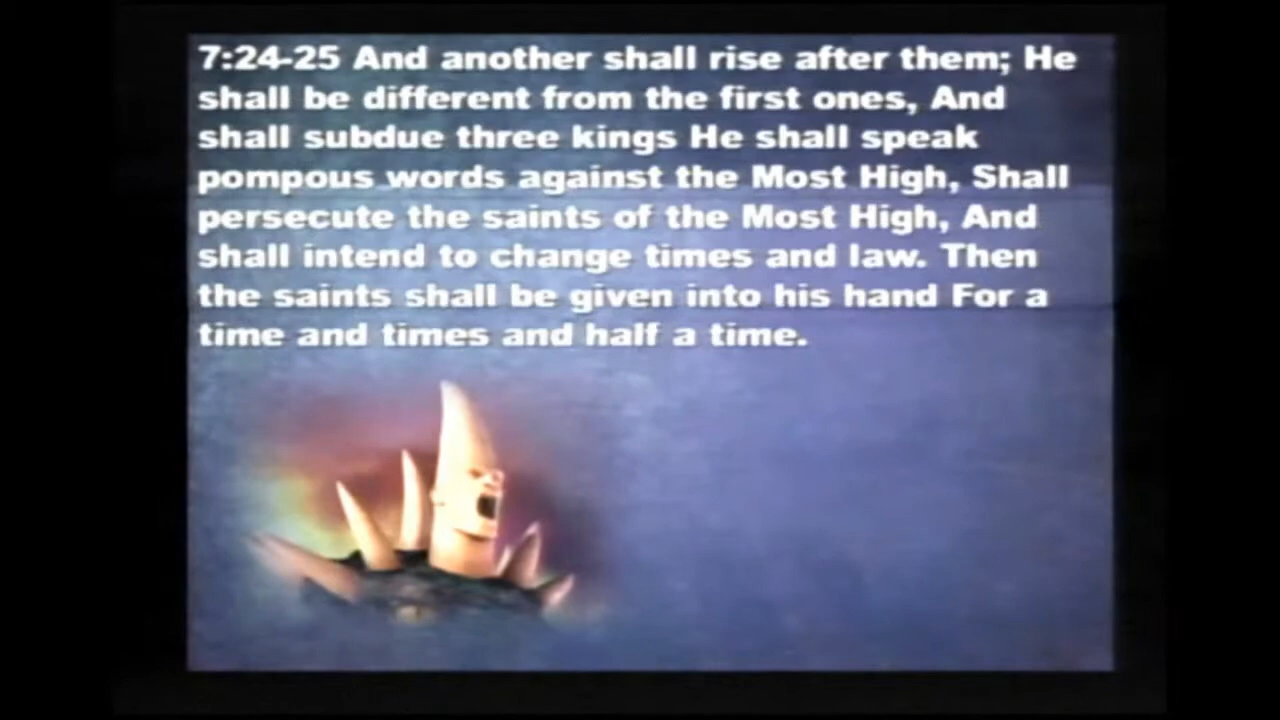 7:24-25 And another shall rise after them; He
shall be different from the first ones, And
shall subdue three kings He shall speak
pompous words against the Most High, Shall
persecute the saints of the Most High, And
shall intend to change times and law. Then
the saints shall be given into his hand For a
time and times and half a time.